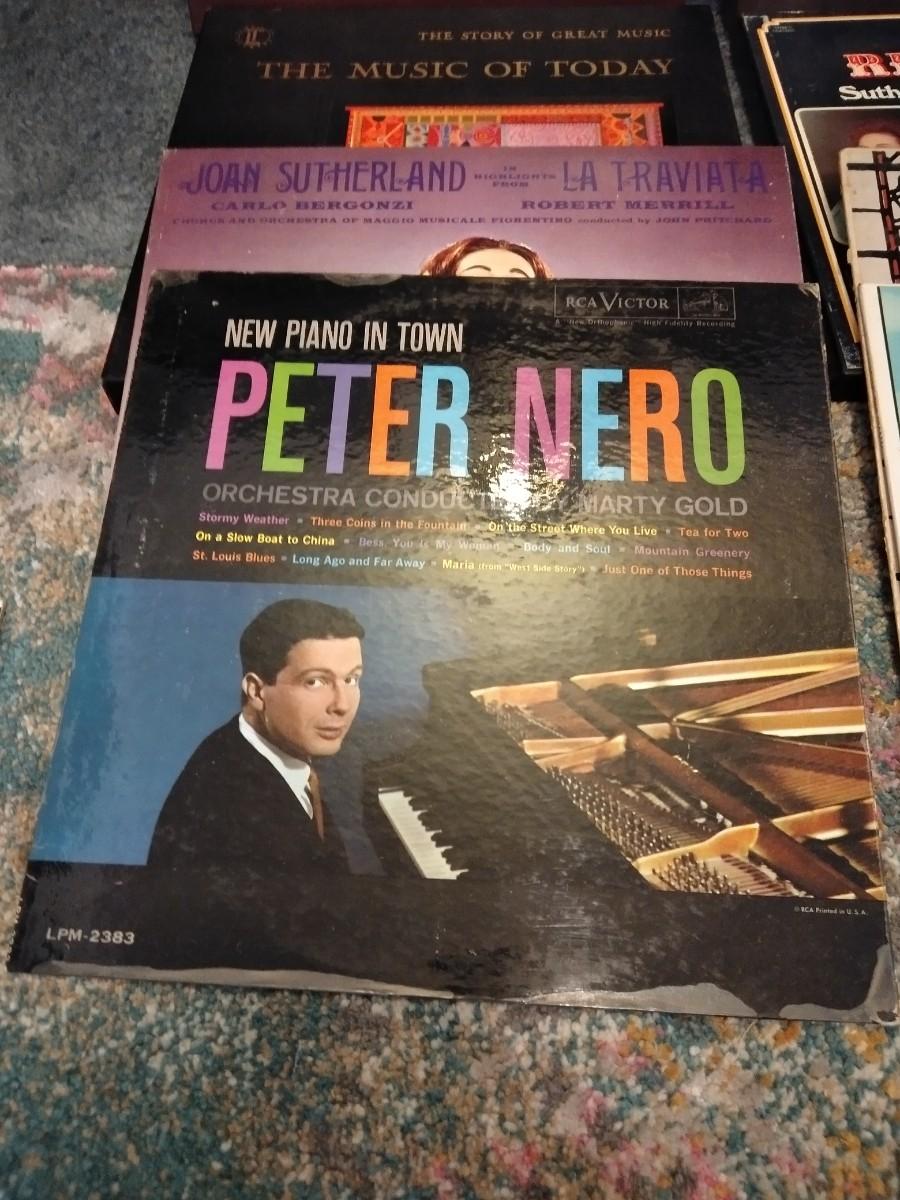 THE STORY OF GREAT MUSIC
THE MUSIC OF TODAY
JOAN SUTHERLAND IN HIGHLIGHTS FROM LA TRAVIATA
CARLO BERGONZI ROBERT MERRILL
CHORUS AND ORCHESTRA OF MAGGIO MUSICALE FIORENTINO conducted by JOHN PRITCHARD
RCA VICTOR
A "New Orthophonic" High Fidelity Recording
NEW PIANO IN TOWN
PETER NERO
ORCHESTRA CONDUCTED MARTY GOLD
Stormy Weather • Three Coins in the Fountain • On the Street Where You Live • Tea for Two
On a Slow Boat to China • Bess, You Is My Woman • Body and Soul • Mountain Greenery
St. Louis Blues • Long Ago and Far Away • Maria (from "West Side Story") • Just One of Those Things
© RCA Printed in U.S.A.
LPM-2383
Suth